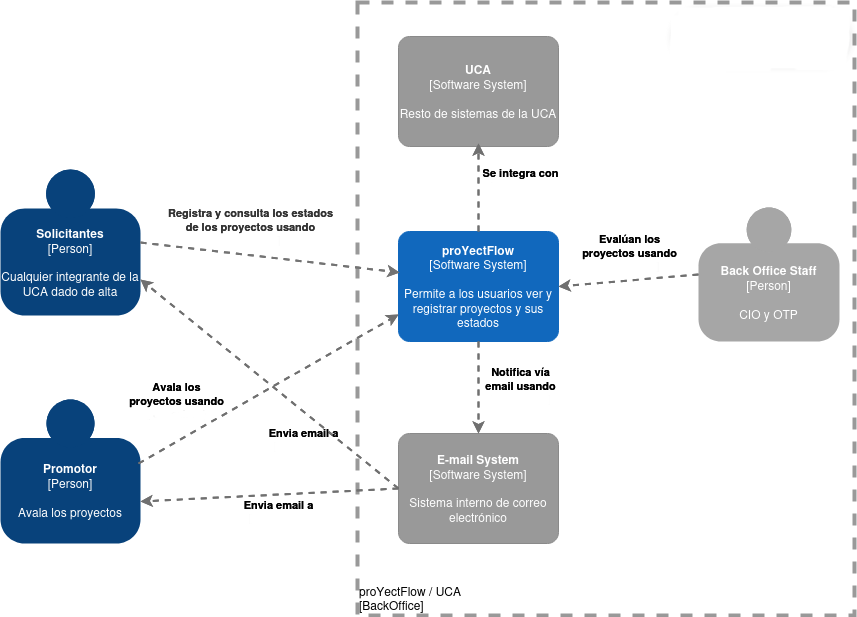 UCA
[Software System]
Resto de sistemas de la UCA
Se integra con
Solicitantes
[Person]
Cualquier integrante de la
UCA dado de alta
Registra y consulta los estados
de los proyectos usando
proYectFlow
[Software System]
Permite a los usuarios ver y
registrar proyectos y sus
estados
Evalúan los
proyectos usando
Back Office Staff
[Person]
CIO y OTP
Notifica vía
email usando
Avala los
proyectos usando
Envia email a
Promotor
[Person]
Avala los proyectos
Envia email a
E-mail System
[Software System]
Sistema interno de correo
electrónico
proYectFlow / UCA
[BackOffice]